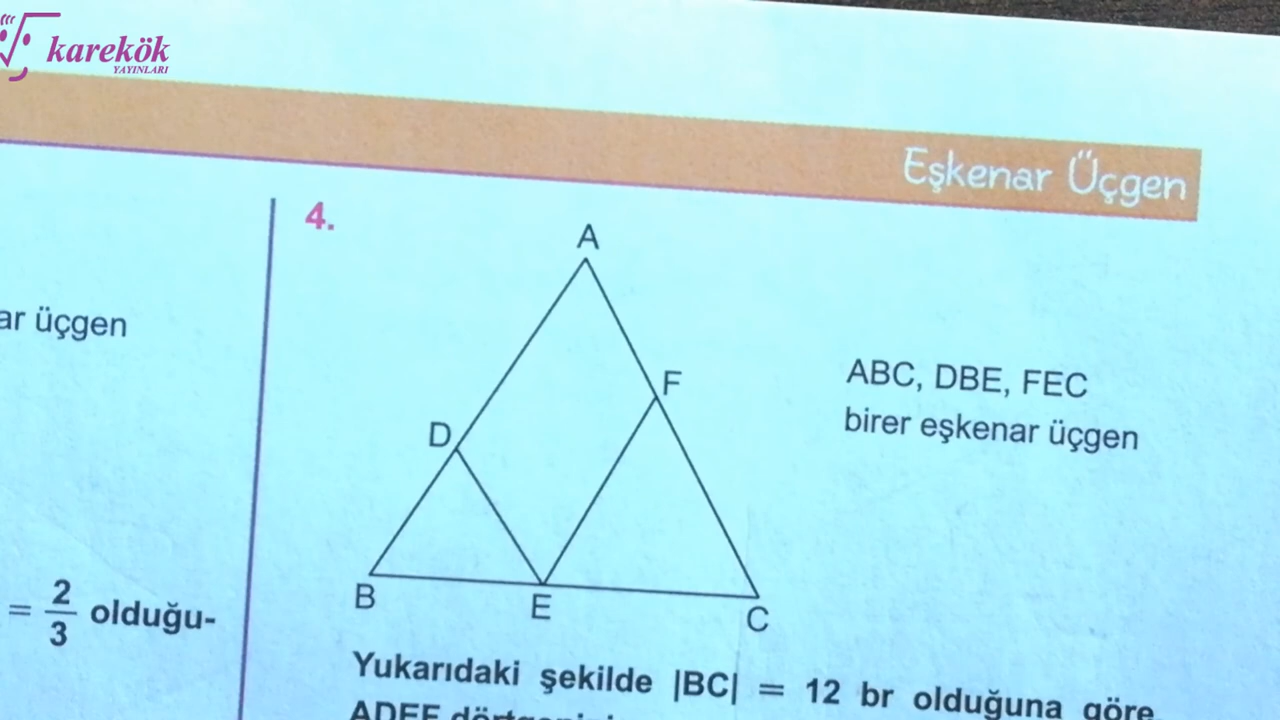 karekök
YAYINLARI
Eşkenar Üçgen
ar üçgen
= 2/3 olduğu-
4.
A
D
F
B
E
C
ABC, DBE, FEC
birer eşkenar üçgen
Yukarıdaki şekilde |BC| = 12 br olduğuna göre